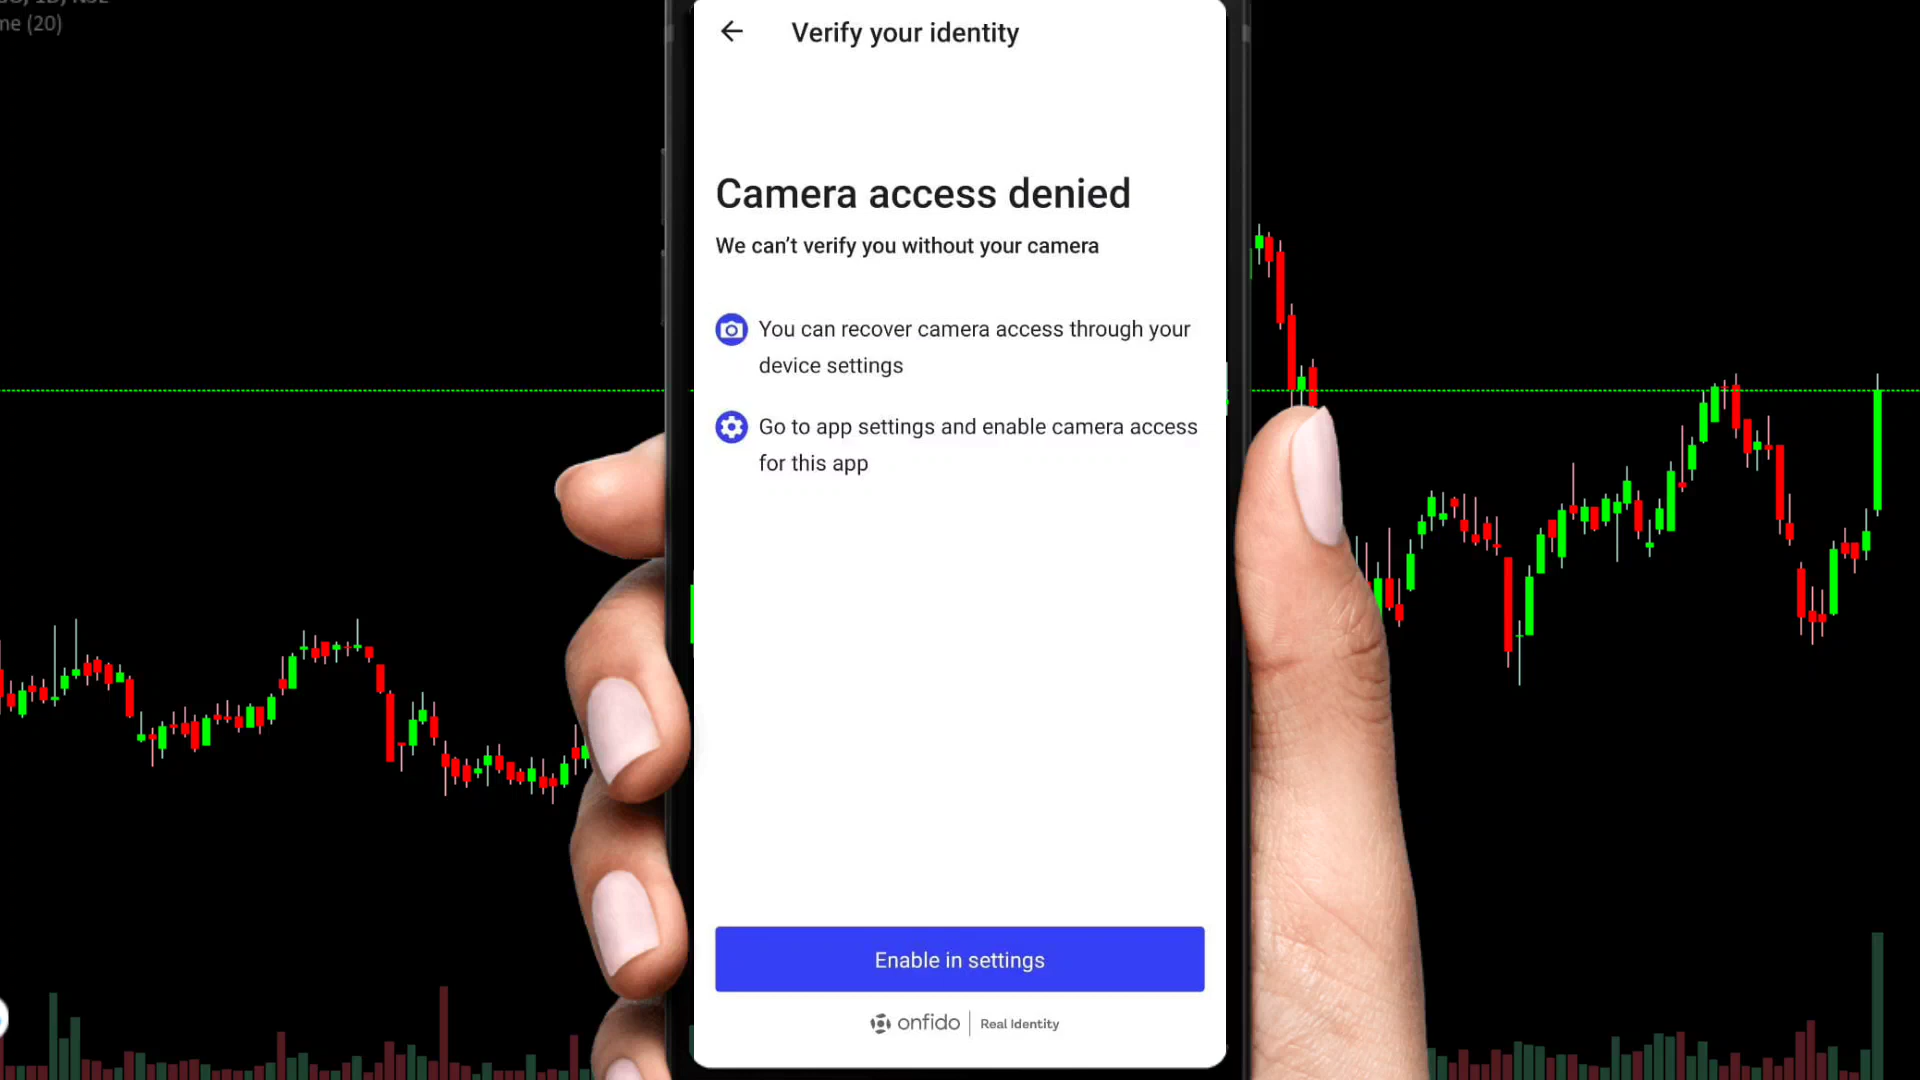 me (20)
Verify your identity
Camera access denied
We can't verify you without your camera
You can recover camera access through your
device settings
Go to app settings and enable camera access
for this app
Enable in settings
onfido
Real Identity